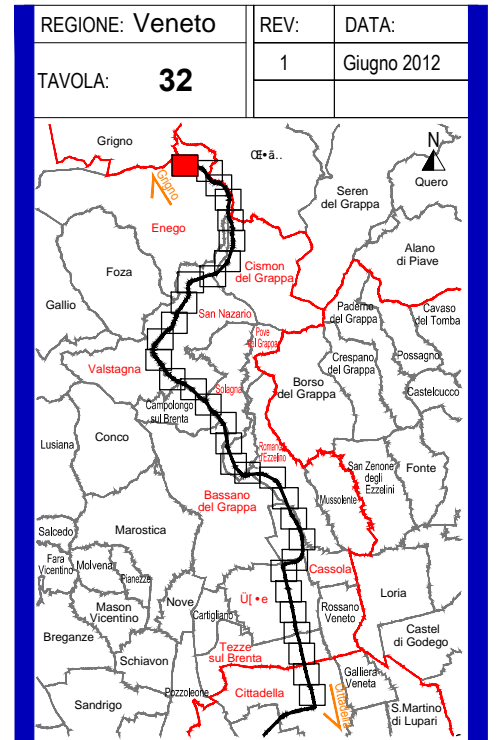 REGIONE: Veneto
REV:
DATA:
TAVOLA: 32
1
Giugno 2012
Grigno
N
Quero
Grigno
Seren
del Grappa
Enego
Alano
di Piave
Foza
Cismon
del Grappa
Gallio
San Nazario
Paderno
del Grappa
Cavaso
del Tomba
Pove
del Grappa
Crespano
del Grappa
Possagno
Valstagna
Solagna
Borso
del Grappa
Castelcucco
Campolongo
sul Brenta
Lusiana
Conco
Romano
d'Ezzelino
San Zenone
degli
Ezzelini
Fonte
Bassano
del Grappa
Mussolente
Salcedo
Marostica
Fara
Vicentino
Molvena
Pianezze
Cassola
Loria
Mason
Vicentino
Nove
Cartigliano
Rossano
Veneto
Breganze
Castel
di Godego
Schiavon
Tezze
sul Brenta
Galliera
Veneta
Pozzoleone
Cittadella
Cittadella
Sandrigo
S.Martino
di Lupari